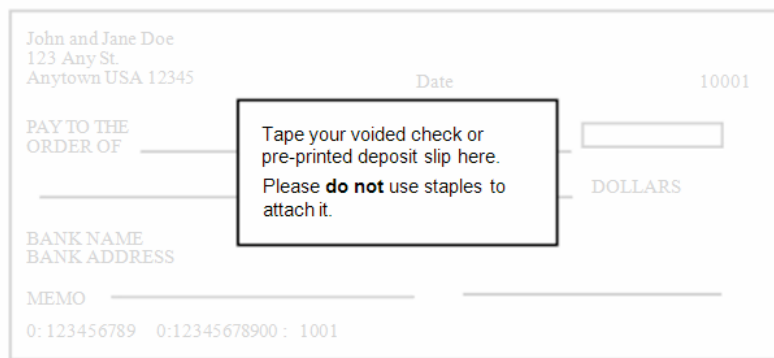 John and Jane Doe
123 Any St.
Anytown USA 12345
Date
10001
PAY TO THE
ORDER OF
Tape your voided check or
pre-printed deposit slip here.
Please do not use staples to
attach it.
DOLLARS
BANK NAME
BANK ADDRESS
MEMO
0: 123456789 0:12345678900 : 1001